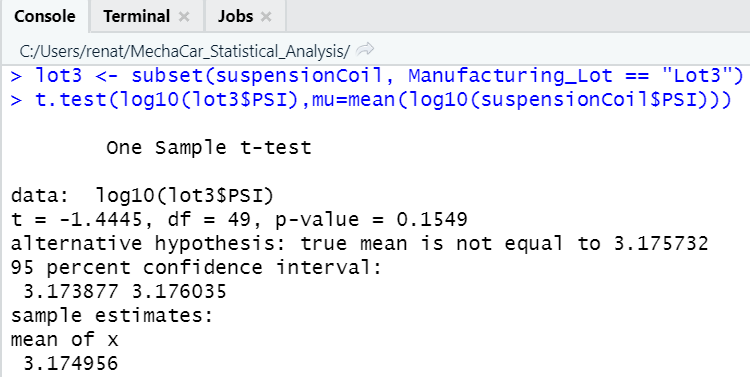 Console Terminal Jobs
C:/Users/renat/MechaCar_Statistical_Analysis/
> lot3 <- subset(suspensionCoil, Manufacturing_Lot == "Lot3")
> t.test(log10(lot3$PSI),mu=mean(log10(suspensionCoil$PSI)))
One Sample t-test
data:  log10(lot3$PSI)
t = -1.4445, df = 49, p-value = 0.1549
alternative hypothesis: true mean is not equal to 3.175732
95 percent confidence interval:
 3.173877 3.176035
sample estimates:
mean of x
 3.174956